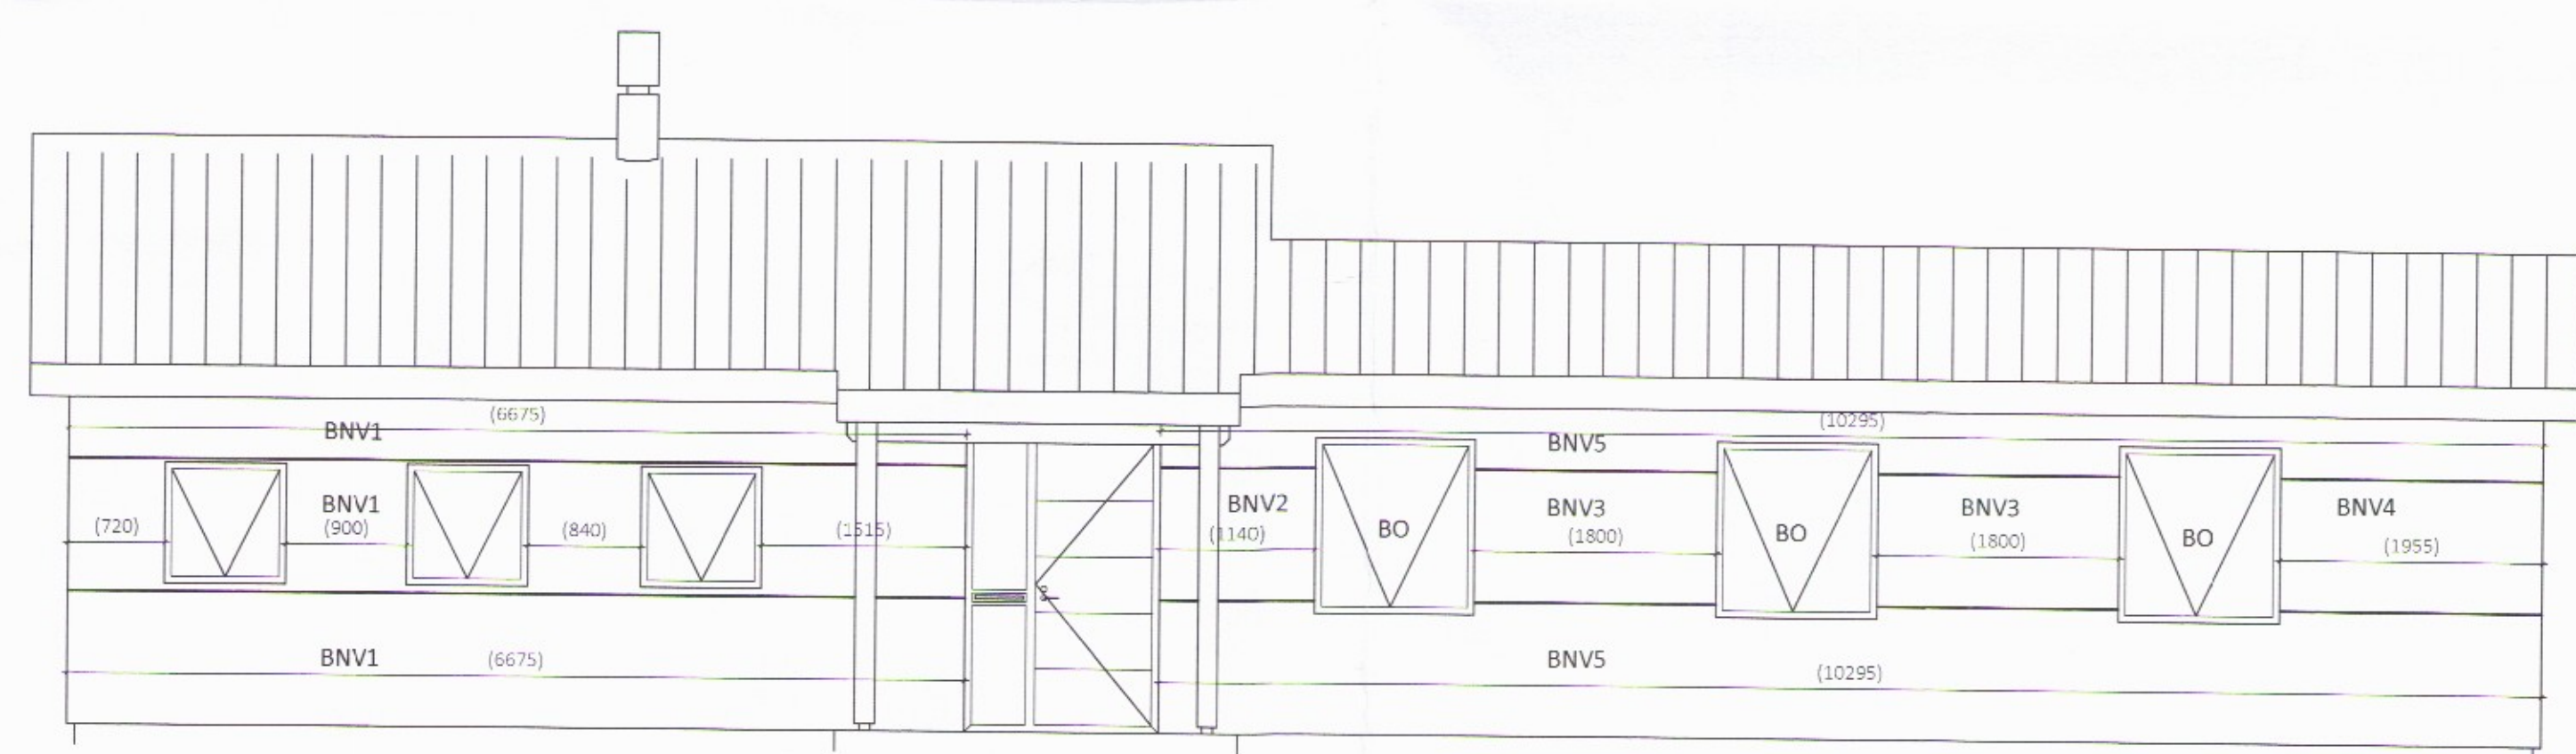 (6675)
(10295)
BNV1
BNV5
BNV1
BNV2
BNV3
BNV3
BNV4
(720)
(900)
(840)
(1515)
(1140)
BO
(1800)
BO
(1800)
BO
(1955)
BNV1
(6675)
BNV5
(10295)